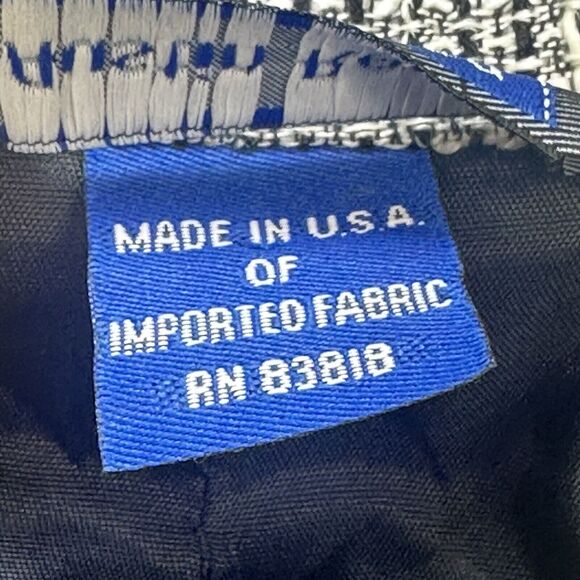 MADE IN U.S.A.
OF
IMPORTED FABRIC
RN 83818